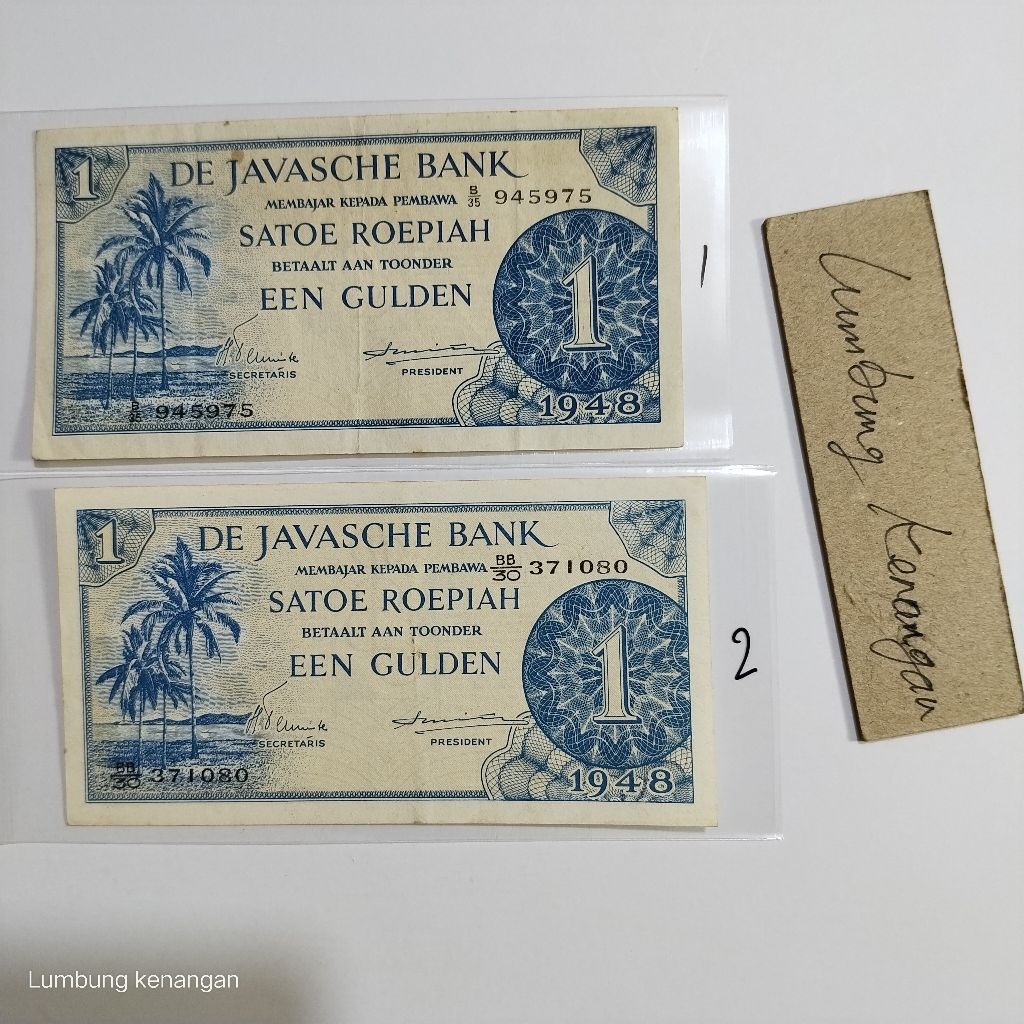 1
DE JAVASCHE BANK
MEMBAJAR KEPADA PEMBAWA B/35 945975
SATOE ROEPIAH
BETAALT AAN TOONDER
EEN GULDEN
1
SECRETARIS
PRESIDENT
945975
1948
1
1
DE JAVASCHE BANK
MEMBAJAR KEPADA PEMBAWA BB/30 371080
SATOE ROEPIAH
BETAALT AAN TOONDER
EEN GULDEN
1
SECRETARIS
PRESIDENT
BB/30 371080
1948
2
Lumbung Kenangan
Lumbung kenangan